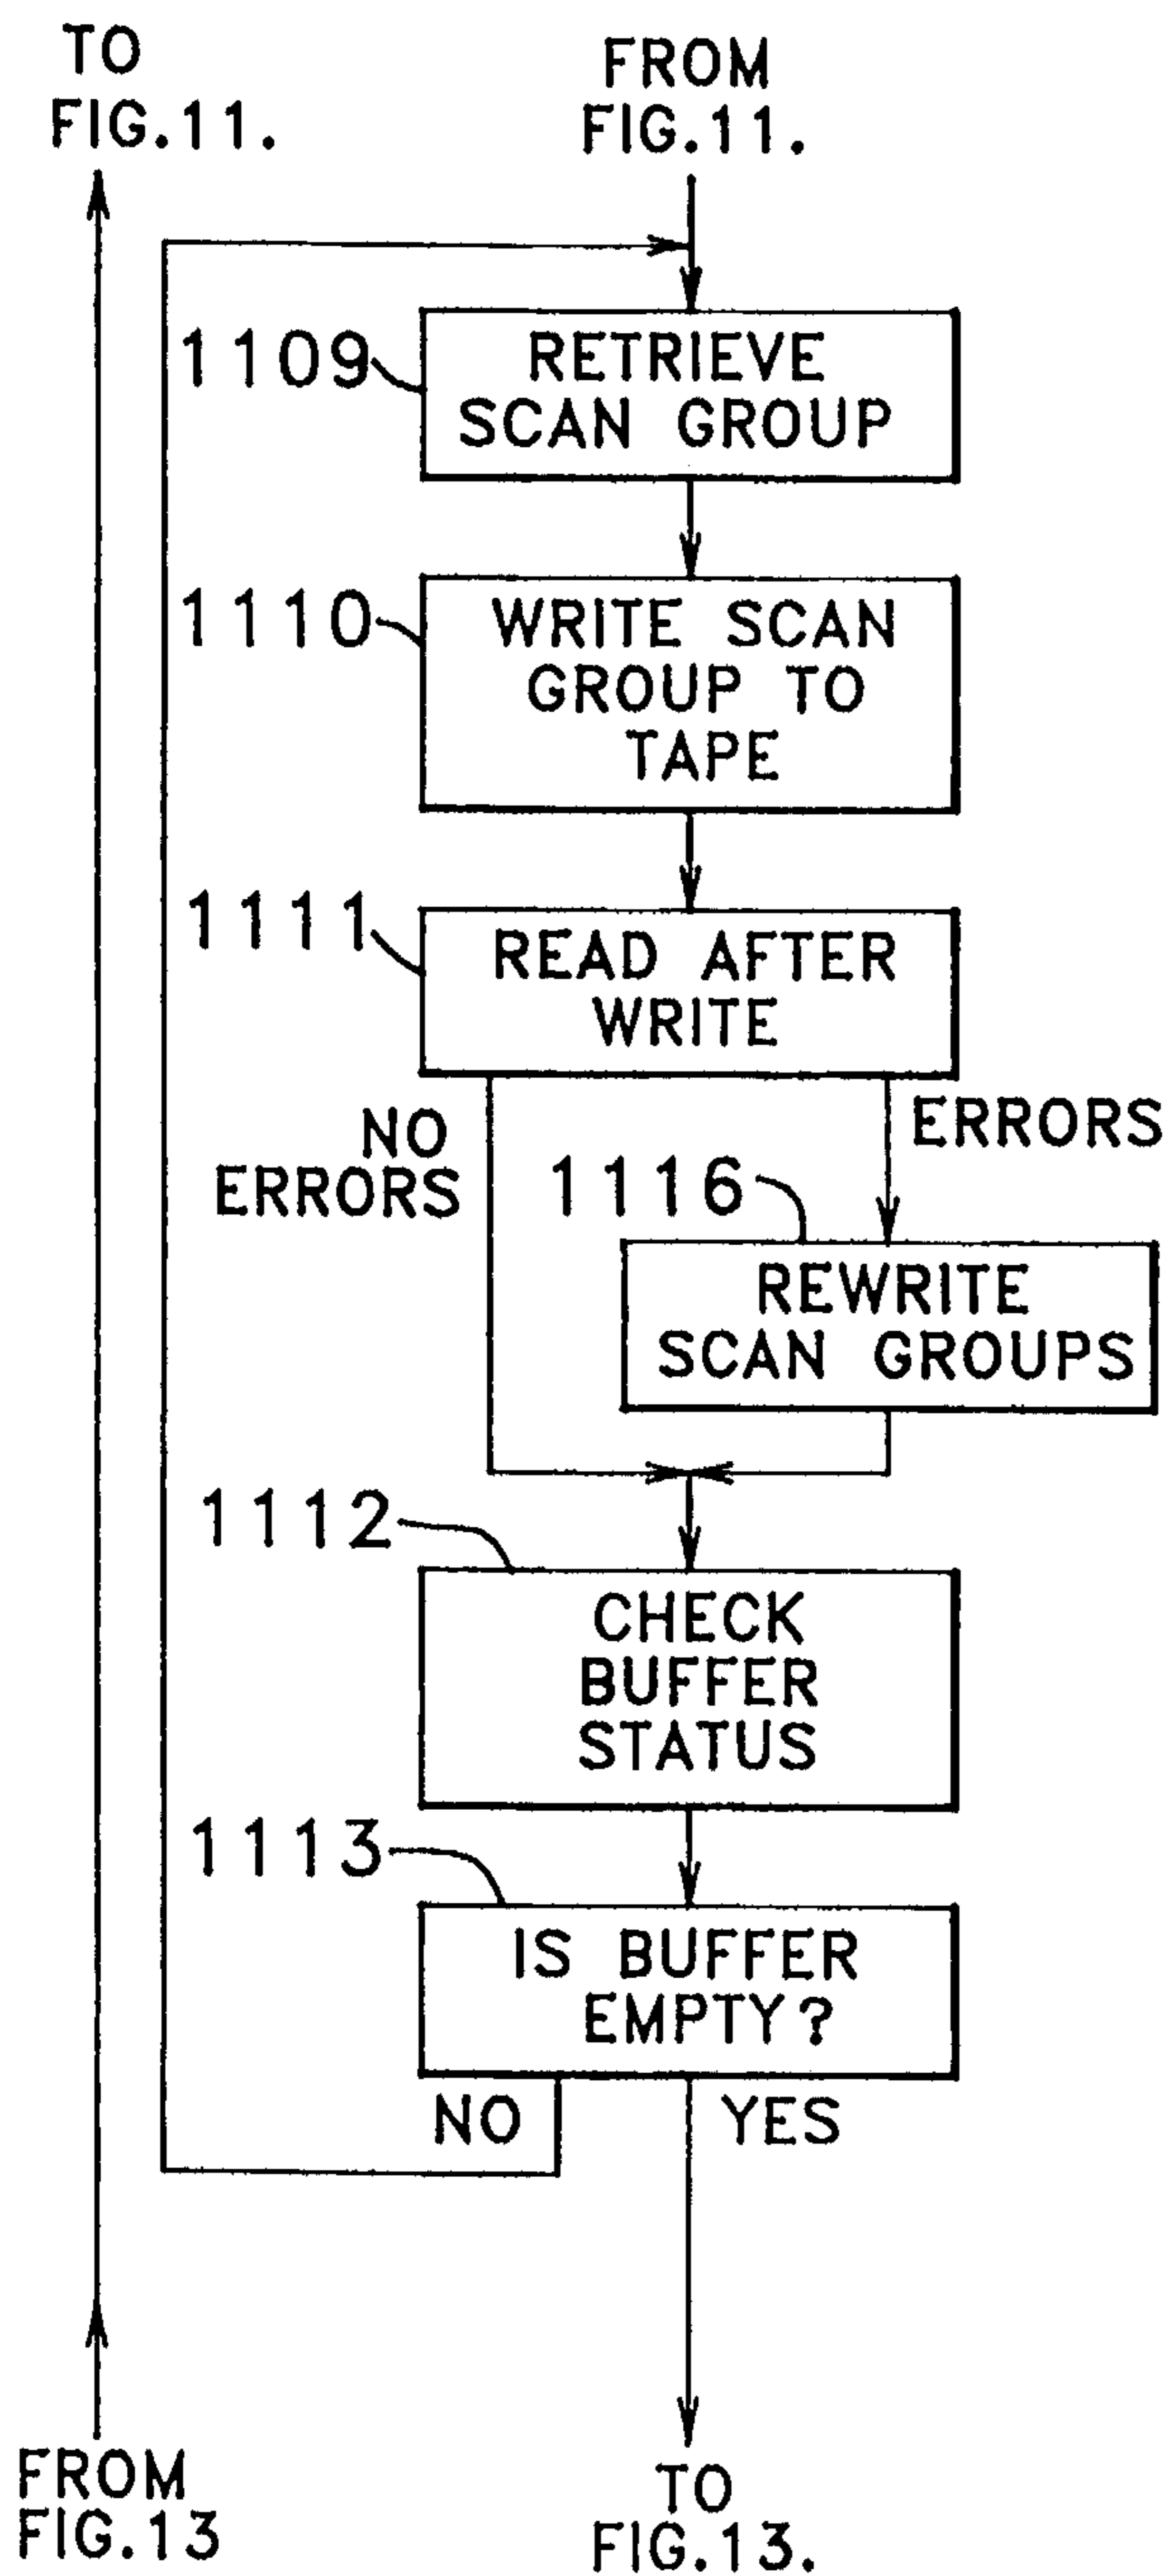 TO
FIG.11.
FROM
FIG.11.
1109
RETRIEVE
SCAN GROUP
1110
WRITE SCAN
GROUP TO
TAPE
1111
READ AFTER
WRITE
NO
ERRORS
ERRORS
1116
REWRITE
SCAN GROUPS
1112
CHECK
BUFFER
STATUS
1113
IS BUFFER
EMPTY?
NO
YES
FROM
FIG.13
TO
FIG.13.